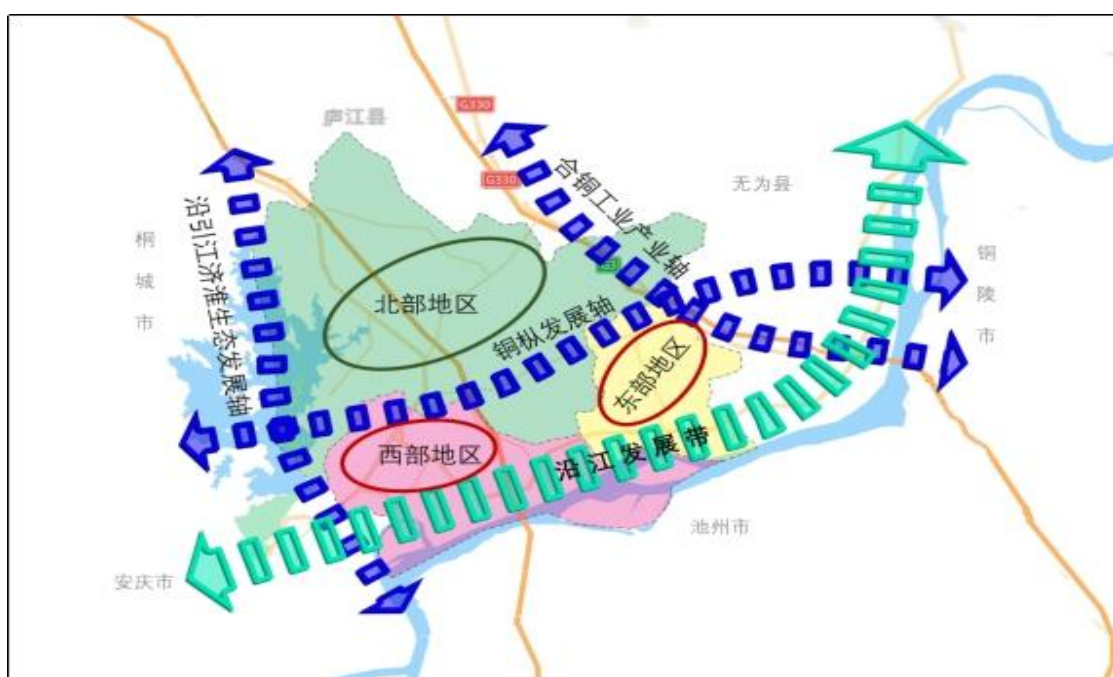 G330
庐江县
G330
无为县
合铜工业产业轴
桐城市
沿引江济淮生态发展轴
铜陵市
北部地区
铜枞发展轴
东部地区
西部地区
沿江发展带
池州市
安庆市